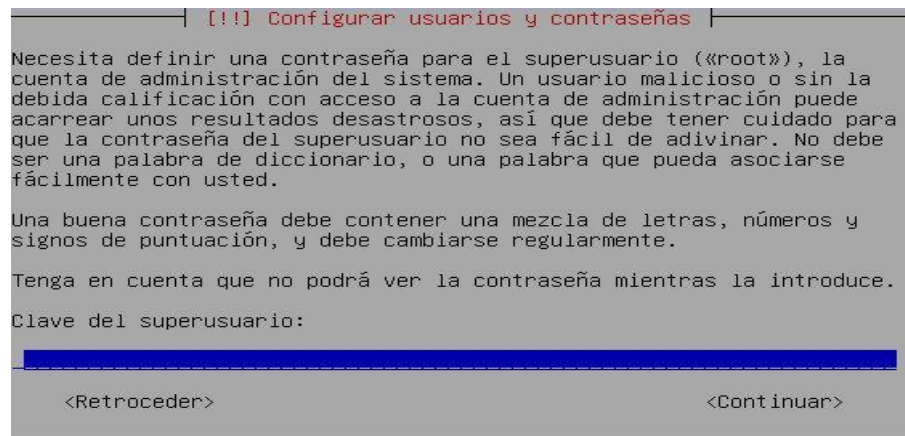 [!!] Configurar usuarios y contraseñas
Necesita definir una contraseña para el superusuario («root»), la
cuenta de administración del sistema. Un usuario malicioso o sin la
debida calificación con acceso a la cuenta de administración puede
acarrear unos resultados desastrosos, así que debe tener cuidado para
que la contraseña del superusuario no sea fácil de adivinar. No debe
ser una palabra de diccionario, o una palabra que pueda asociarse
fácilmente con usted.
Una buena contraseña debe contener una mezcla de letras, números y
signos de puntuación, y debe cambiarse regularmente.
Tenga en cuenta que no podrá ver la contraseña mientras la introduce.
Clave del superusuario:
<Retroceder> <Continuar>